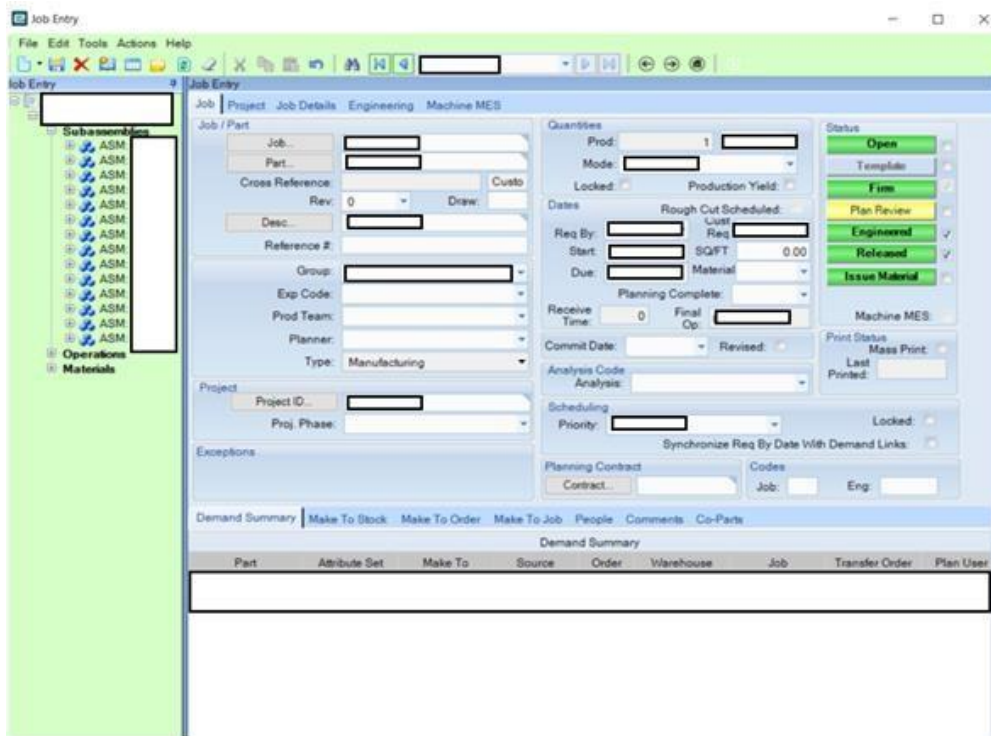 Job Entry
File Edit Tools Actions Help
Job Entry
Job Entry
Job Project Job Details Engineering Machine MES
Subassemblies
ASM:
ASM:
ASM:
ASM:
ASM:
ASM:
ASM:
ASM:
ASM:
ASM:
ASM:
ASM:
ASM:
ASM:
Operations
Materials
Job / Part
Job...
Part...
Cross Reference: Custo
Rev: 0 Draw:
Desc...
Reference #:
Group:
Exp Code:
Prod Team:
Planner:
Type: Manufacturing
Project
Project ID...
Proj. Phase:
Exceptions
Quantities
Prod: 1
Mode:
Locked: Production Yield:
Dates
Rough Cut Scheduled:
Req By: Cust Req
Start: SQ/FT 0.00
Due: Material
Planning Complete:
Receive Time: 0 Final Op:
Commit Date: Revised:
Analysis Code
Analysis:
Scheduling
Priority: Locked:
Synchronize Req By Date With Demand Links:
Planning Contract
Contract...
Codes
Job: Eng:
Status
Open
Template
Firm
Plan Review
Engineered
Released
Issue Material
Machine MES:
Print Status
Mass Print:
Last Printed:
Demand Summary Make To Stock Make To Order Make To Job People Comments Co-Parts
Demand Summary
Part Attribute Set Make To Source Order Warehouse Job Transfer Order Plan User